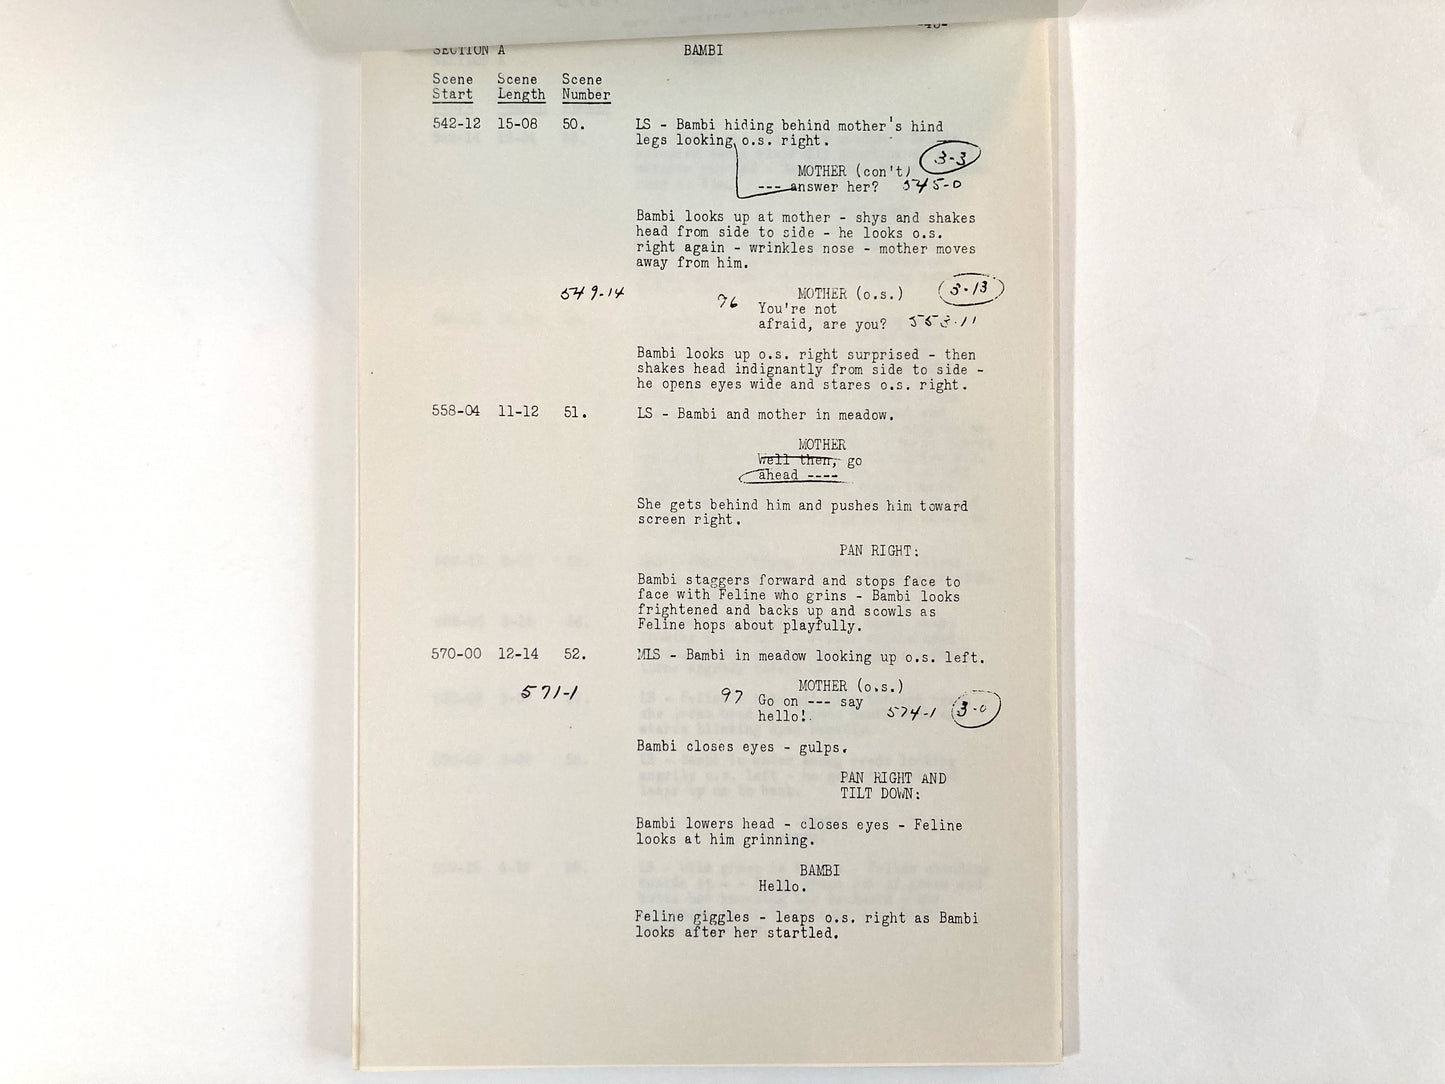 SECTION A BAMBI
Scene Scene Scene
Start Length Number
542-12 15-08 50. LS - Bambi hiding behind mother's hind
legs looking o.s. right.
3-3
MOTHER (con't)
--- answer her? 545-0
Bambi looks up at mother - shys and shakes
head from side to side - he looks o.s.
right again - wrinkles nose - mother moves
away from him.
549-14 MOTHER (o.s.) 3-13
96 You're not
afraid, are you? 553-11
Bambi looks up o.s. right surprised - then
shakes head indignantly from side to side -
he opens eyes wide and stares o.s. right.
558-04 11-12 51. LS - Bambi and mother in meadow.
MOTHER
Well then, go
ahead ----
She gets behind him and pushes him toward
screen right.
PAN RIGHT:
Bambi staggers forward and stops face to
face with Feline who grins - Bambi looks
frightened and backs up and scowls as
Feline hops about playfully.
570-00 12-14 52. MLS - Bambi in meadow looking up o.s. left.
571-1 97 MOTHER (o.s.)
Go on --- say
hello! 574-1 3-0
Bambi closes eyes - gulps.
PAN RIGHT AND
TILT DOWN:
Bambi lowers head - closes eyes - Feline
looks at him grinning.
BAMBI
Hello.
Feline giggles - leaps o.s. right as Bambi
looks after her startled.